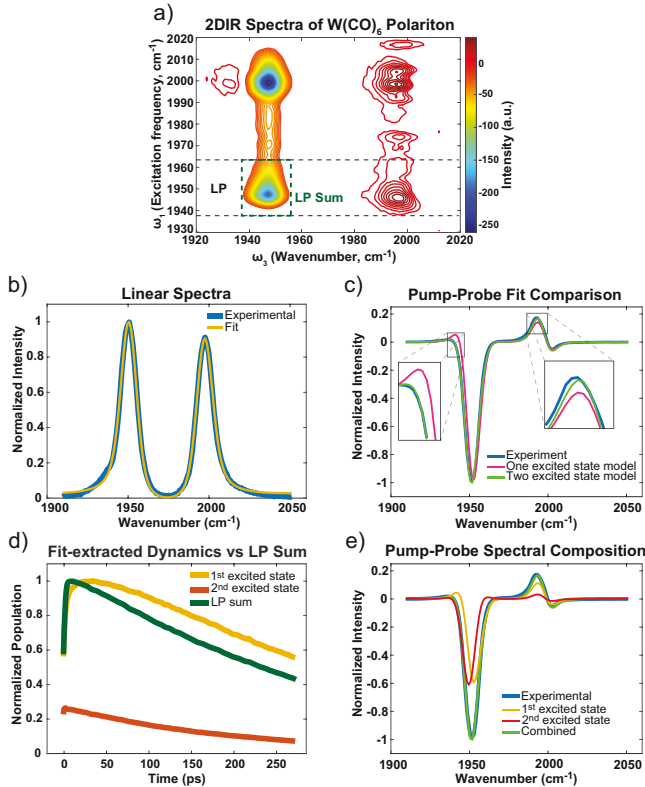 a)
2DIR Spectra of W(CO)6 Polariton
ω1 (Excitation frequency, cm-1)
2020
2010
2000
1990
1980
1970
1960
1950
1940
1930
LP
LP Sum
1920 1940 1960 1980 2000 2020
ω3 (Wavenumber, cm-1)
0
-50
-100
-150
-200
-250
Intensity (a.u.)
b)
Linear Spectra
Normalized Intensity
1
0.8
0.6
0.4
0.2
0
Experimental
Fit
1900 1950 2000 2050
Wavenumber (cm-1)
c)
Pump-Probe Fit Comparison
Normalized Intensity
0.2
0
-0.2
-0.4
-0.6
-0.8
-1
Experiment
One excited state model
Two excited state model
1900 1950 2000 2050
Wavenumber (cm-1)
d)
Fit-extracted Dynamics vs LP Sum
Normalized Population
1.2
1.0
0.8
0.6
0.4
0.2
0
1st excited state
2nd excited state
LP sum
0 50 100 150 200 250
Time (ps)
e)
Pump-Probe Spectral Composition
Normalized Intensity
0.2
0
-0.2
-0.4
-0.6
-0.8
-1
Experimental
1st excited state
2nd excited state
Combined
1900 1950 2000 2050
Wavenumber (cm-1)